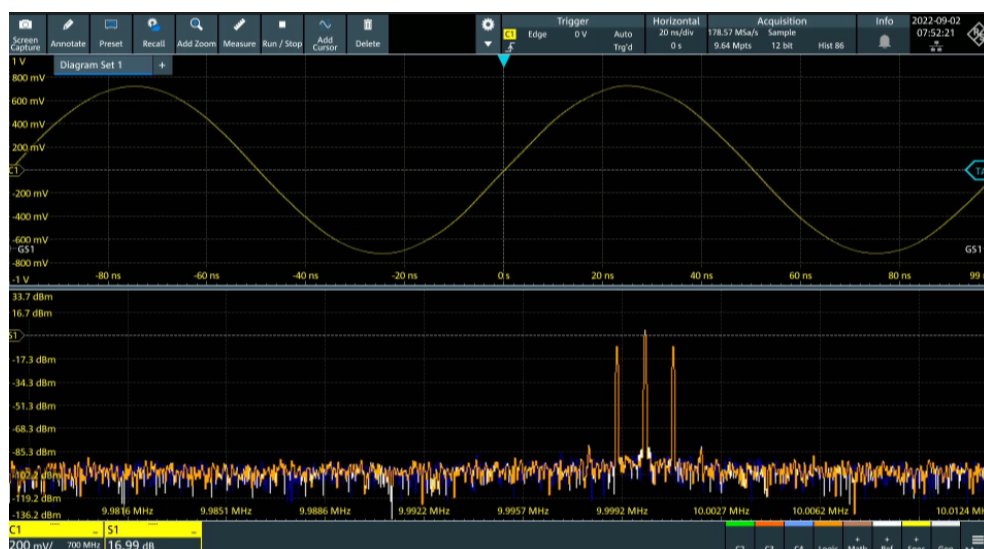 Screen Capture
Annotate
Preset
Recall
Add Zoom
Measure
Run / Stop
Add Cursor
Delete
Trigger
C1 Edge 0 V Auto
Trg'd
Horizontal
20 ns/div
0 s
Acquisition
178.57 MSa/s Sample
9.64 Mpts 12 bit Hist 86
Info
2022-09-02
07:52:21
Diagram Set 1 +
1 V
800 mV
600 mV
400 mV
200 mV
C1
-200 mV
-400 mV
-600 mV
GS1
GS1
-800 mV
-1 V
-80 ns -60 ns -40 ns -20 ns 0 s 20 ns 40 ns 60 ns 80 ns
TA
33.7 dBm
16.7 dBm
S1
-17.3 dBm
-34.3 dBm
-51.3 dBm
-68.3 dBm
-85.3 dBm
-102.2 dBm
-119.2 dBm
-136.2 dBm
9.9816 MHz 9.9851 MHz 9.9886 MHz 9.9922 MHz 9.9957 MHz 9.9992 MHz 10.0027 MHz 10.0062 MHz 10.0124 MH
C1
200 mV/ 700 MHz
S1
16.99 dB